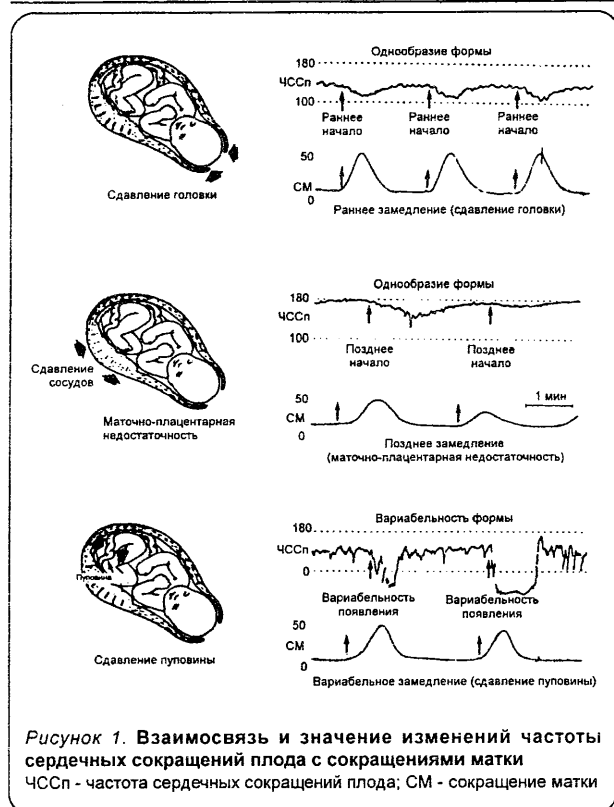 Однообразие формы
180
ЧССп
100
Раннее начало
Раннее начало
Раннее начало
50
СМ
0
Раннее замедление (сдавление головки)
Сдавление головки
Однообразие формы
180
ЧССп
100
Позднее начало
Позднее начало
50
СМ
0
1 мин
Позднее замедление
(маточно-плацентарная недостаточность)
Сдавление
сосудов
Маточно-плацентарная
недостаточность
Вариабельность формы
180
ЧССп
0
Вариабельность появления
Вариабельность появления
50
СМ
0
Вариабельное замедление (сдавление пуповины)
Пуповина
Сдавление пуповины
Рисунок 1. Взаимосвязь и значение изменений частоты
сердечных сокращений плода с сокращениями матки
ЧССп - частота сердечных сокращений плода; СМ - сокращение матки